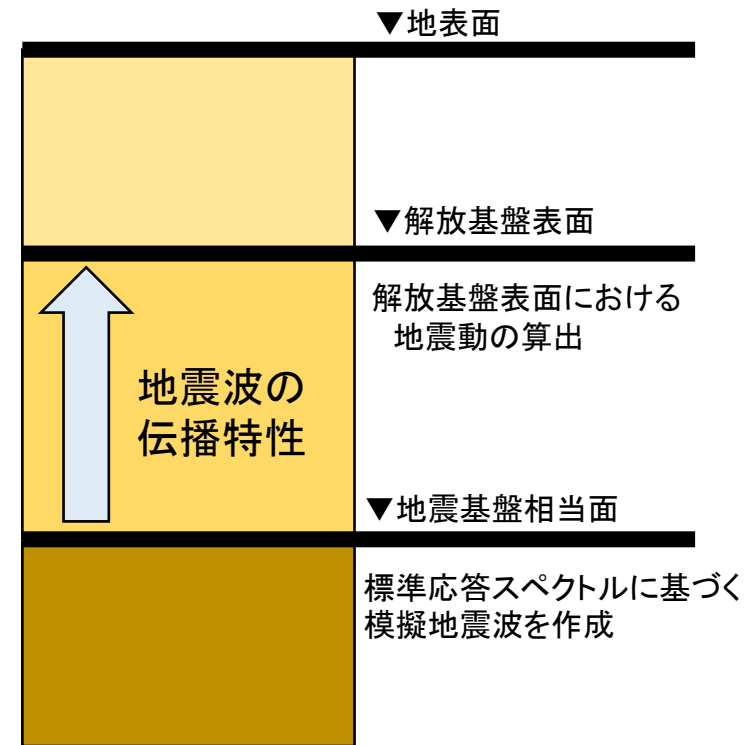 ▼地表面
▼解放基盤表面
解放基盤表面における
地震動の算出
地震波の
伝播特性
▼地震基盤相当面
標準応答スペクトルに基づく
模擬地震波を作成